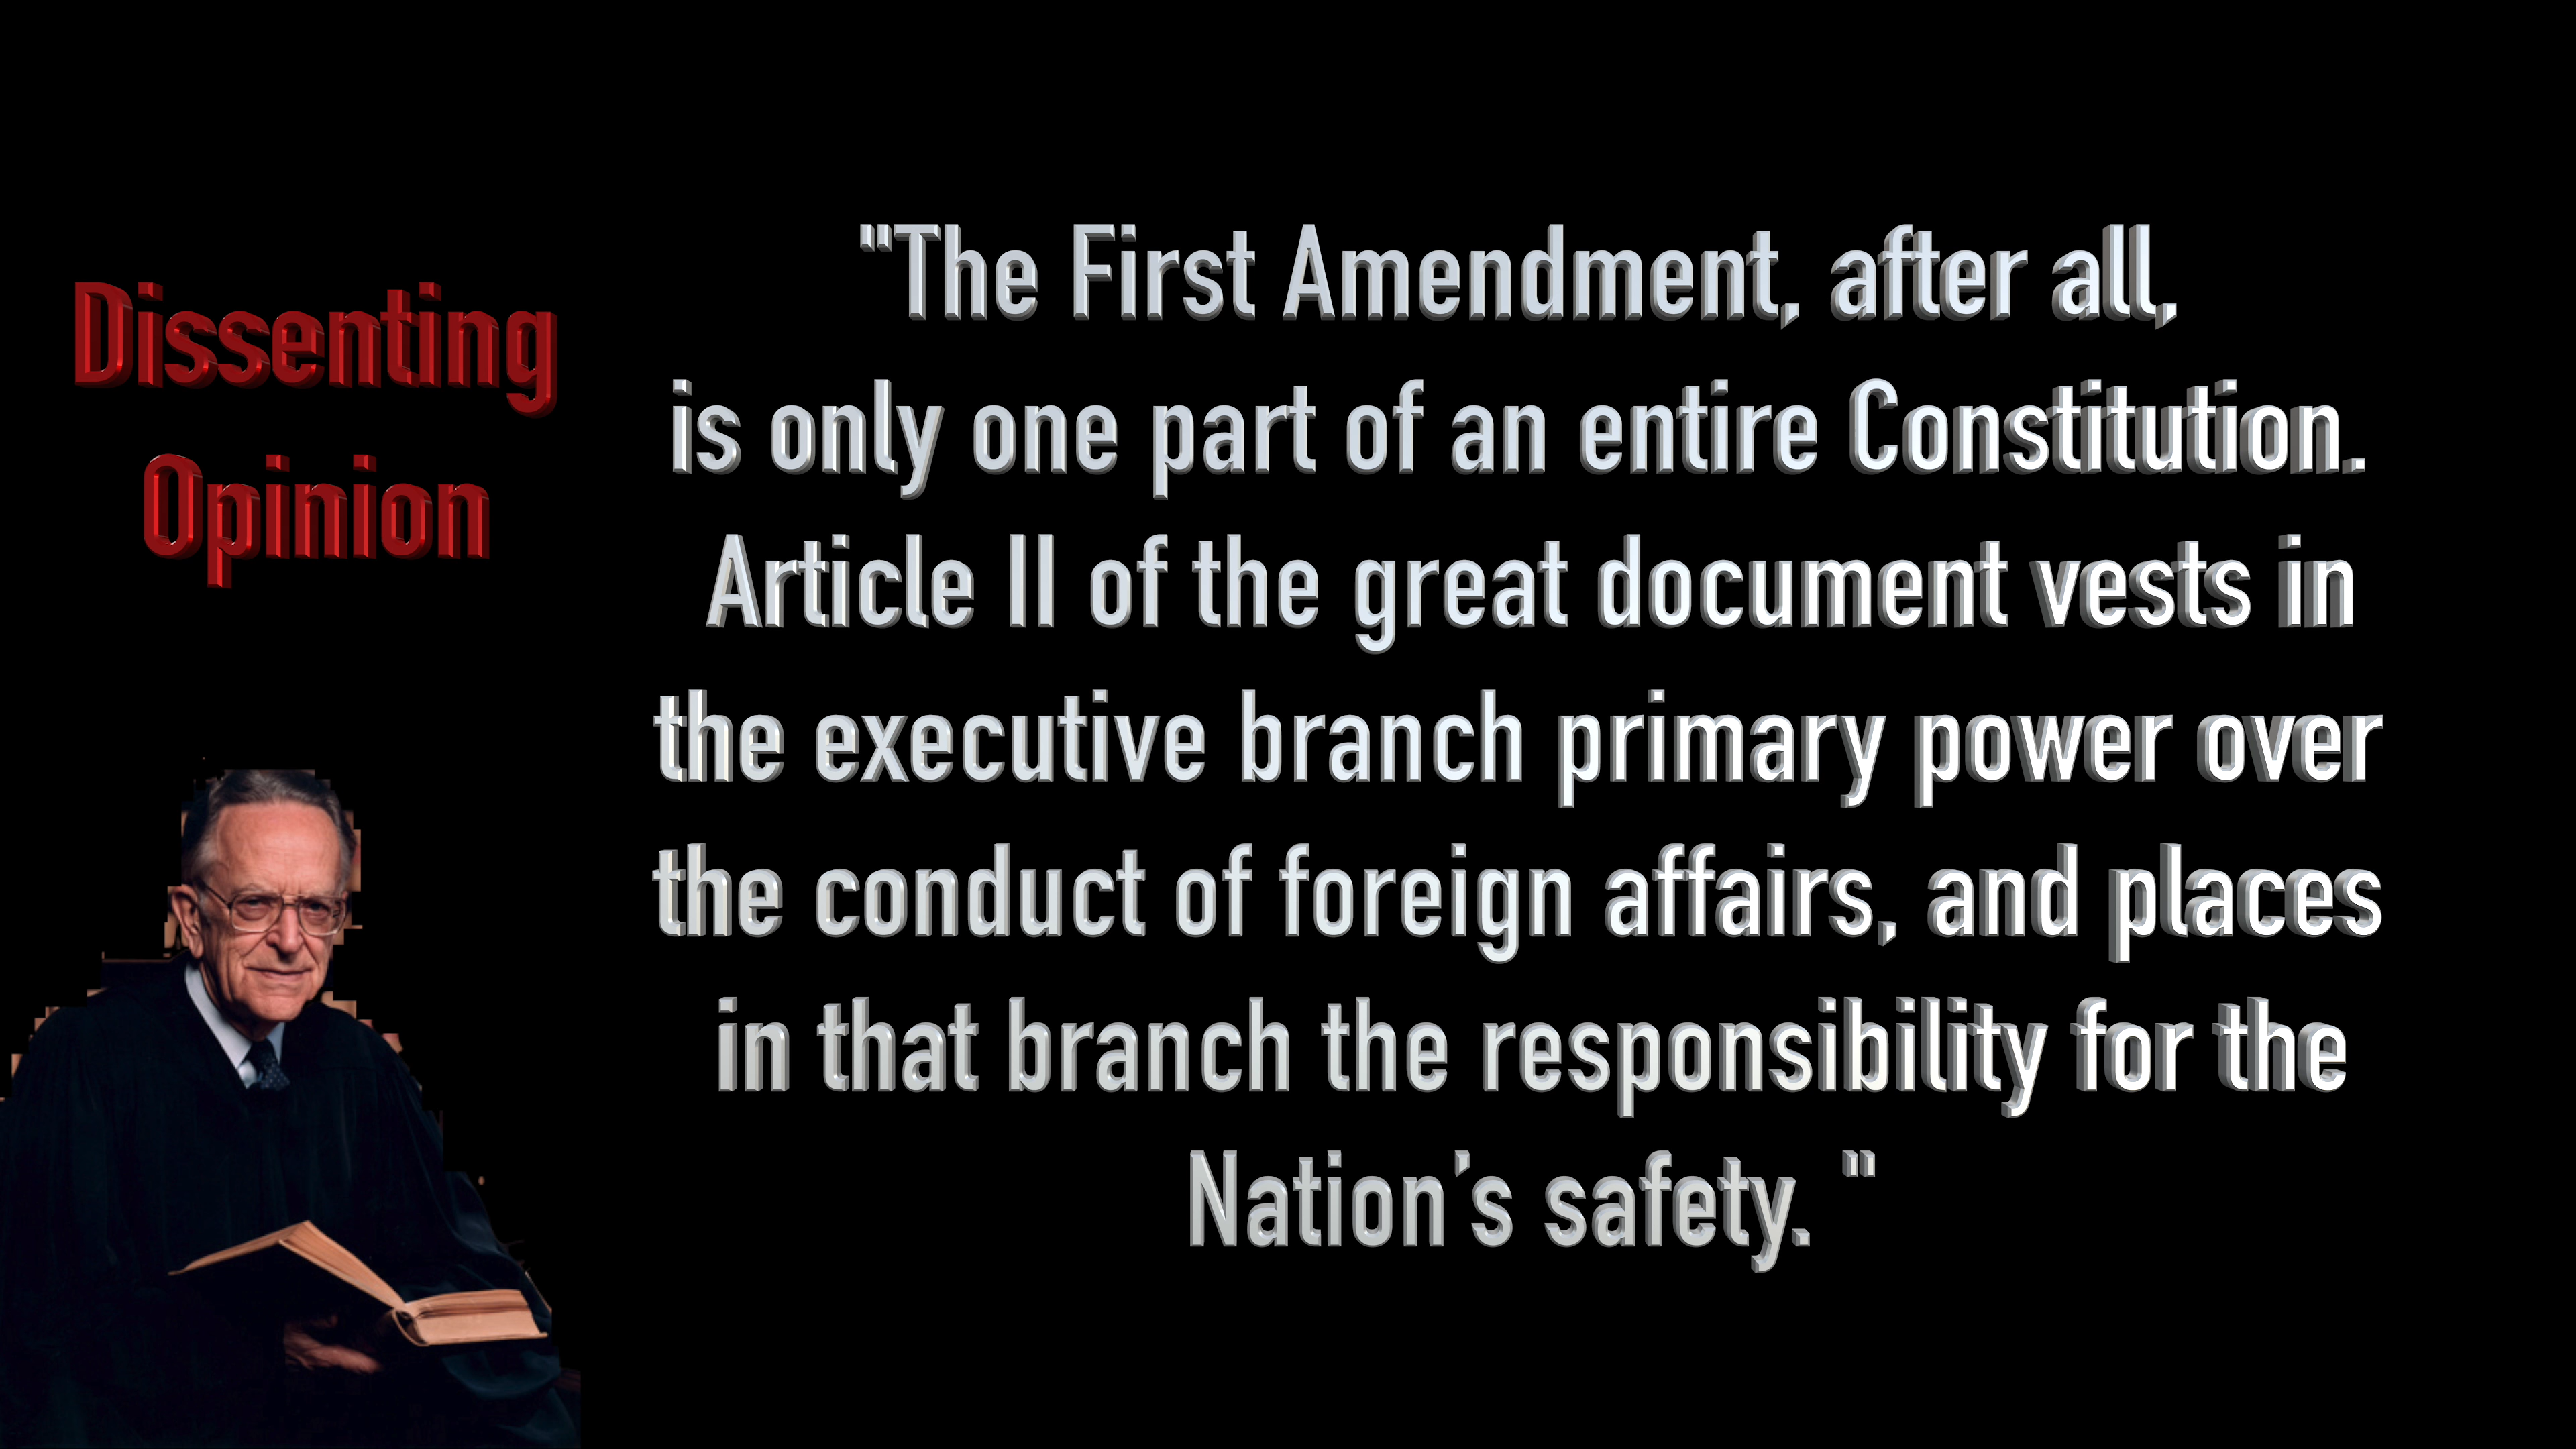 Dissenting
Opinion
"The First Amendment, after all,
is only one part of an entire Constitution.
Article II of the great document vests in
the executive branch primary power over
the conduct of foreign affairs, and places
in that branch the responsibility for the
Nation’s safety. "